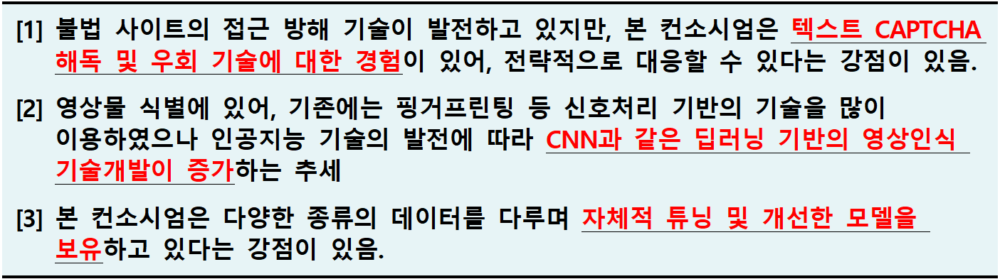 [1] 불법 사이트의 접근 방해 기술이 발전하고 있지만, 본 컨소시엄은 텍스트 CAPTCHA
해독 및 우회 기술에 대한 경험이 있어, 전략적으로 대응할 수 있다는 강점이 있음.
[2] 영상물 식별에 있어, 기존에는 핑거프린팅 등 신호처리 기반의 기술을 많이
이용하였으나 인공지능 기술의 발전에 따라 CNN과 같은 딥러닝 기반의 영상인식
기술개발이 증가하는 추세
[3] 본 컨소시엄은 다양한 종류의 데이터를 다루며 자체적 튜닝 및 개선한 모델을
보유하고 있다는 강점이 있음.